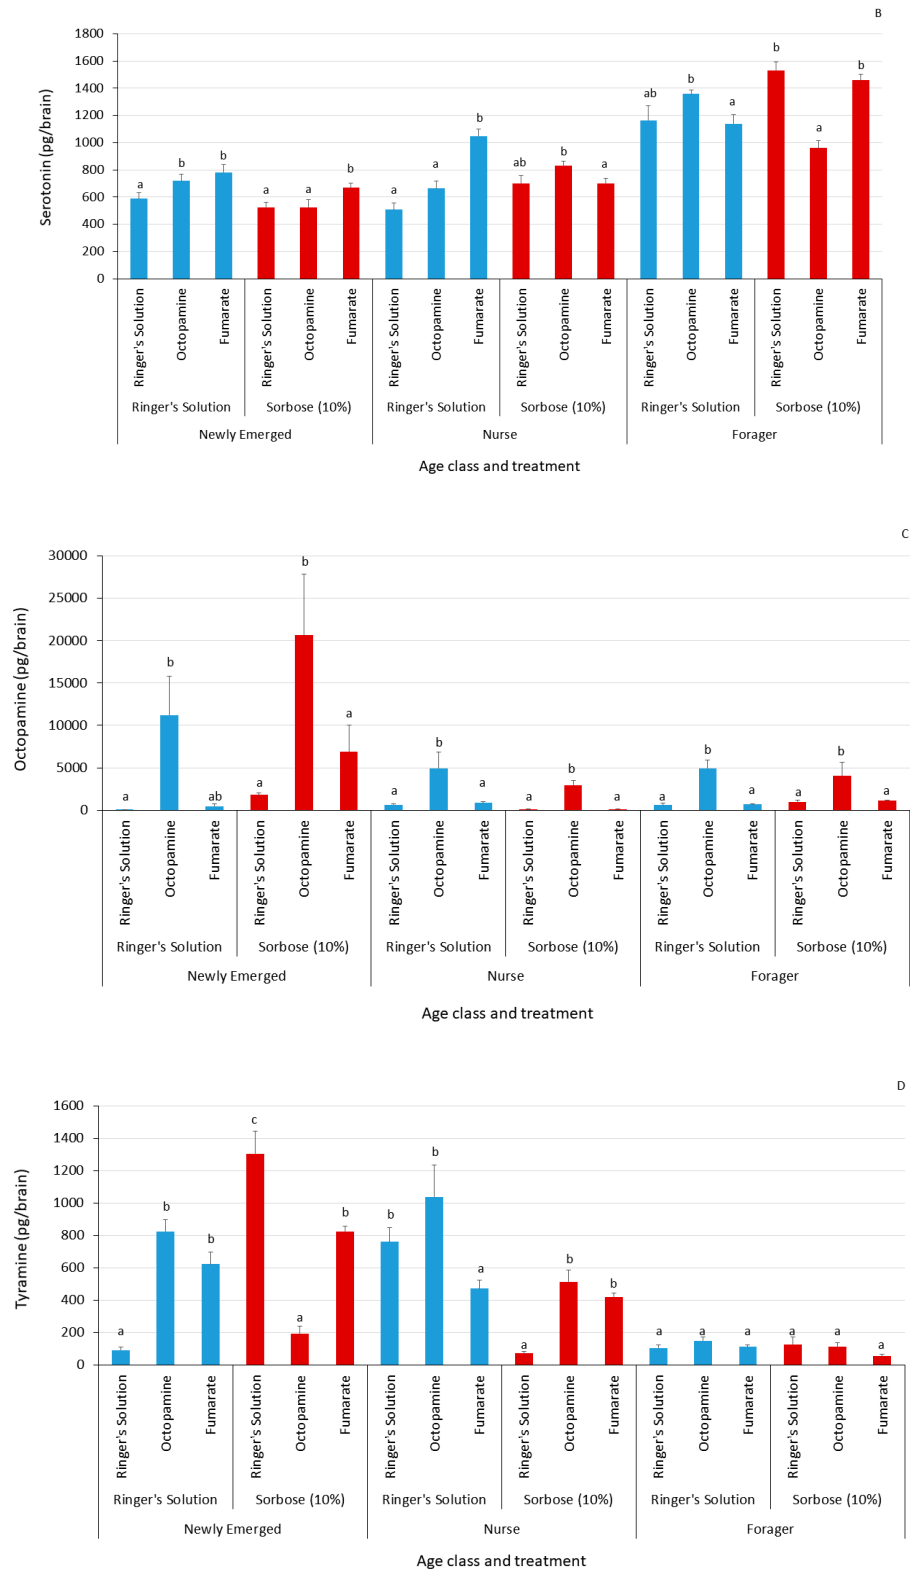 B
1800
1600
1400
1200
1000
800
600
400
200
0
Serotonin (pg/brain)
a b b a a b a a b ab b a ab b a b a b
Ringer's Solution Octopamine Fumarate Ringer's Solution Octopamine Fumarate Ringer's Solution Octopamine Fumarate Ringer's Solution Octopamine Fumarate Ringer's Solution Octopamine Fumarate Ringer's Solution Octopamine Fumarate
Ringer's Solution Sorbose (10%) Ringer's Solution Sorbose (10%) Ringer's Solution Sorbose (10%)
Newly Emerged Nurse Forager
Age class and treatment
C
30000
25000
20000
15000
10000
5000
0
Octopamine (pg/brain)
a b ab a b a a b a a b a a b a a b a
Ringer's Solution Octopamine Fumarate Ringer's Solution Octopamine Fumarate Ringer's Solution Octopamine Fumarate Ringer's Solution Octopamine Fumarate Ringer's Solution Octopamine Fumarate Ringer's Solution Octopamine Fumarate
Ringer's Solution Sorbose (10%) Ringer's Solution Sorbose (10%) Ringer's Solution Sorbose (10%)
Newly Emerged Nurse Forager
Age class and treatment
D
1600
1400
1200
1000
800
600
400
200
0
Tyramine (pg/brain)
a b b c a b b b a a b b a a a a a a
Ringer's Solution Octopamine Fumarate Ringer's Solution Octopamine Fumarate Ringer's Solution Octopamine Fumarate Ringer's Solution Octopamine Fumarate Ringer's Solution Octopamine Fumarate Ringer's Solution Octopamine Fumarate
Ringer's Solution Sorbose (10%) Ringer's Solution Sorbose (10%) Ringer's Solution Sorbose (10%)
Newly Emerged Nurse Forager
Age class and treatment